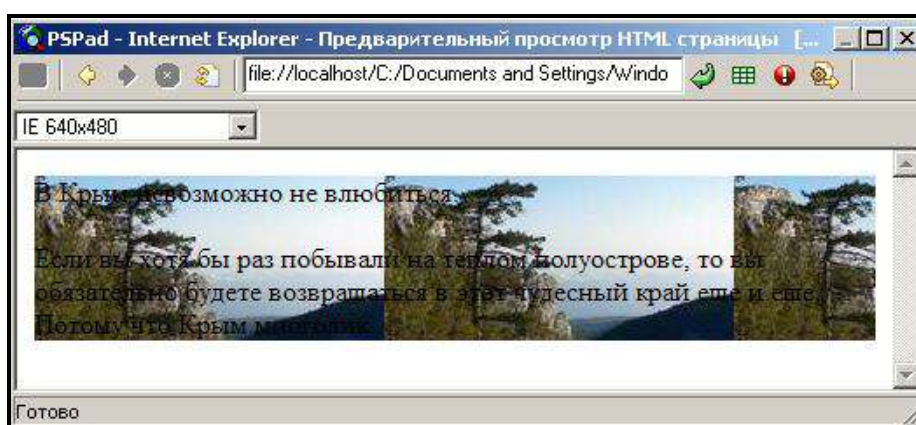 PSPad - Internet Explorer - Предварительный просмотр HTML страницы [...
file://localhost/C:/Documents and Settings/Windo
IE 640x480
В Крым невозможно не влюбиться
Если вы хотя бы раз побывали на теплом полуострове, то вы
обязательно будете возвращаться в этот чудесный край еще и еще.
Потому что Крым многолик
Готово